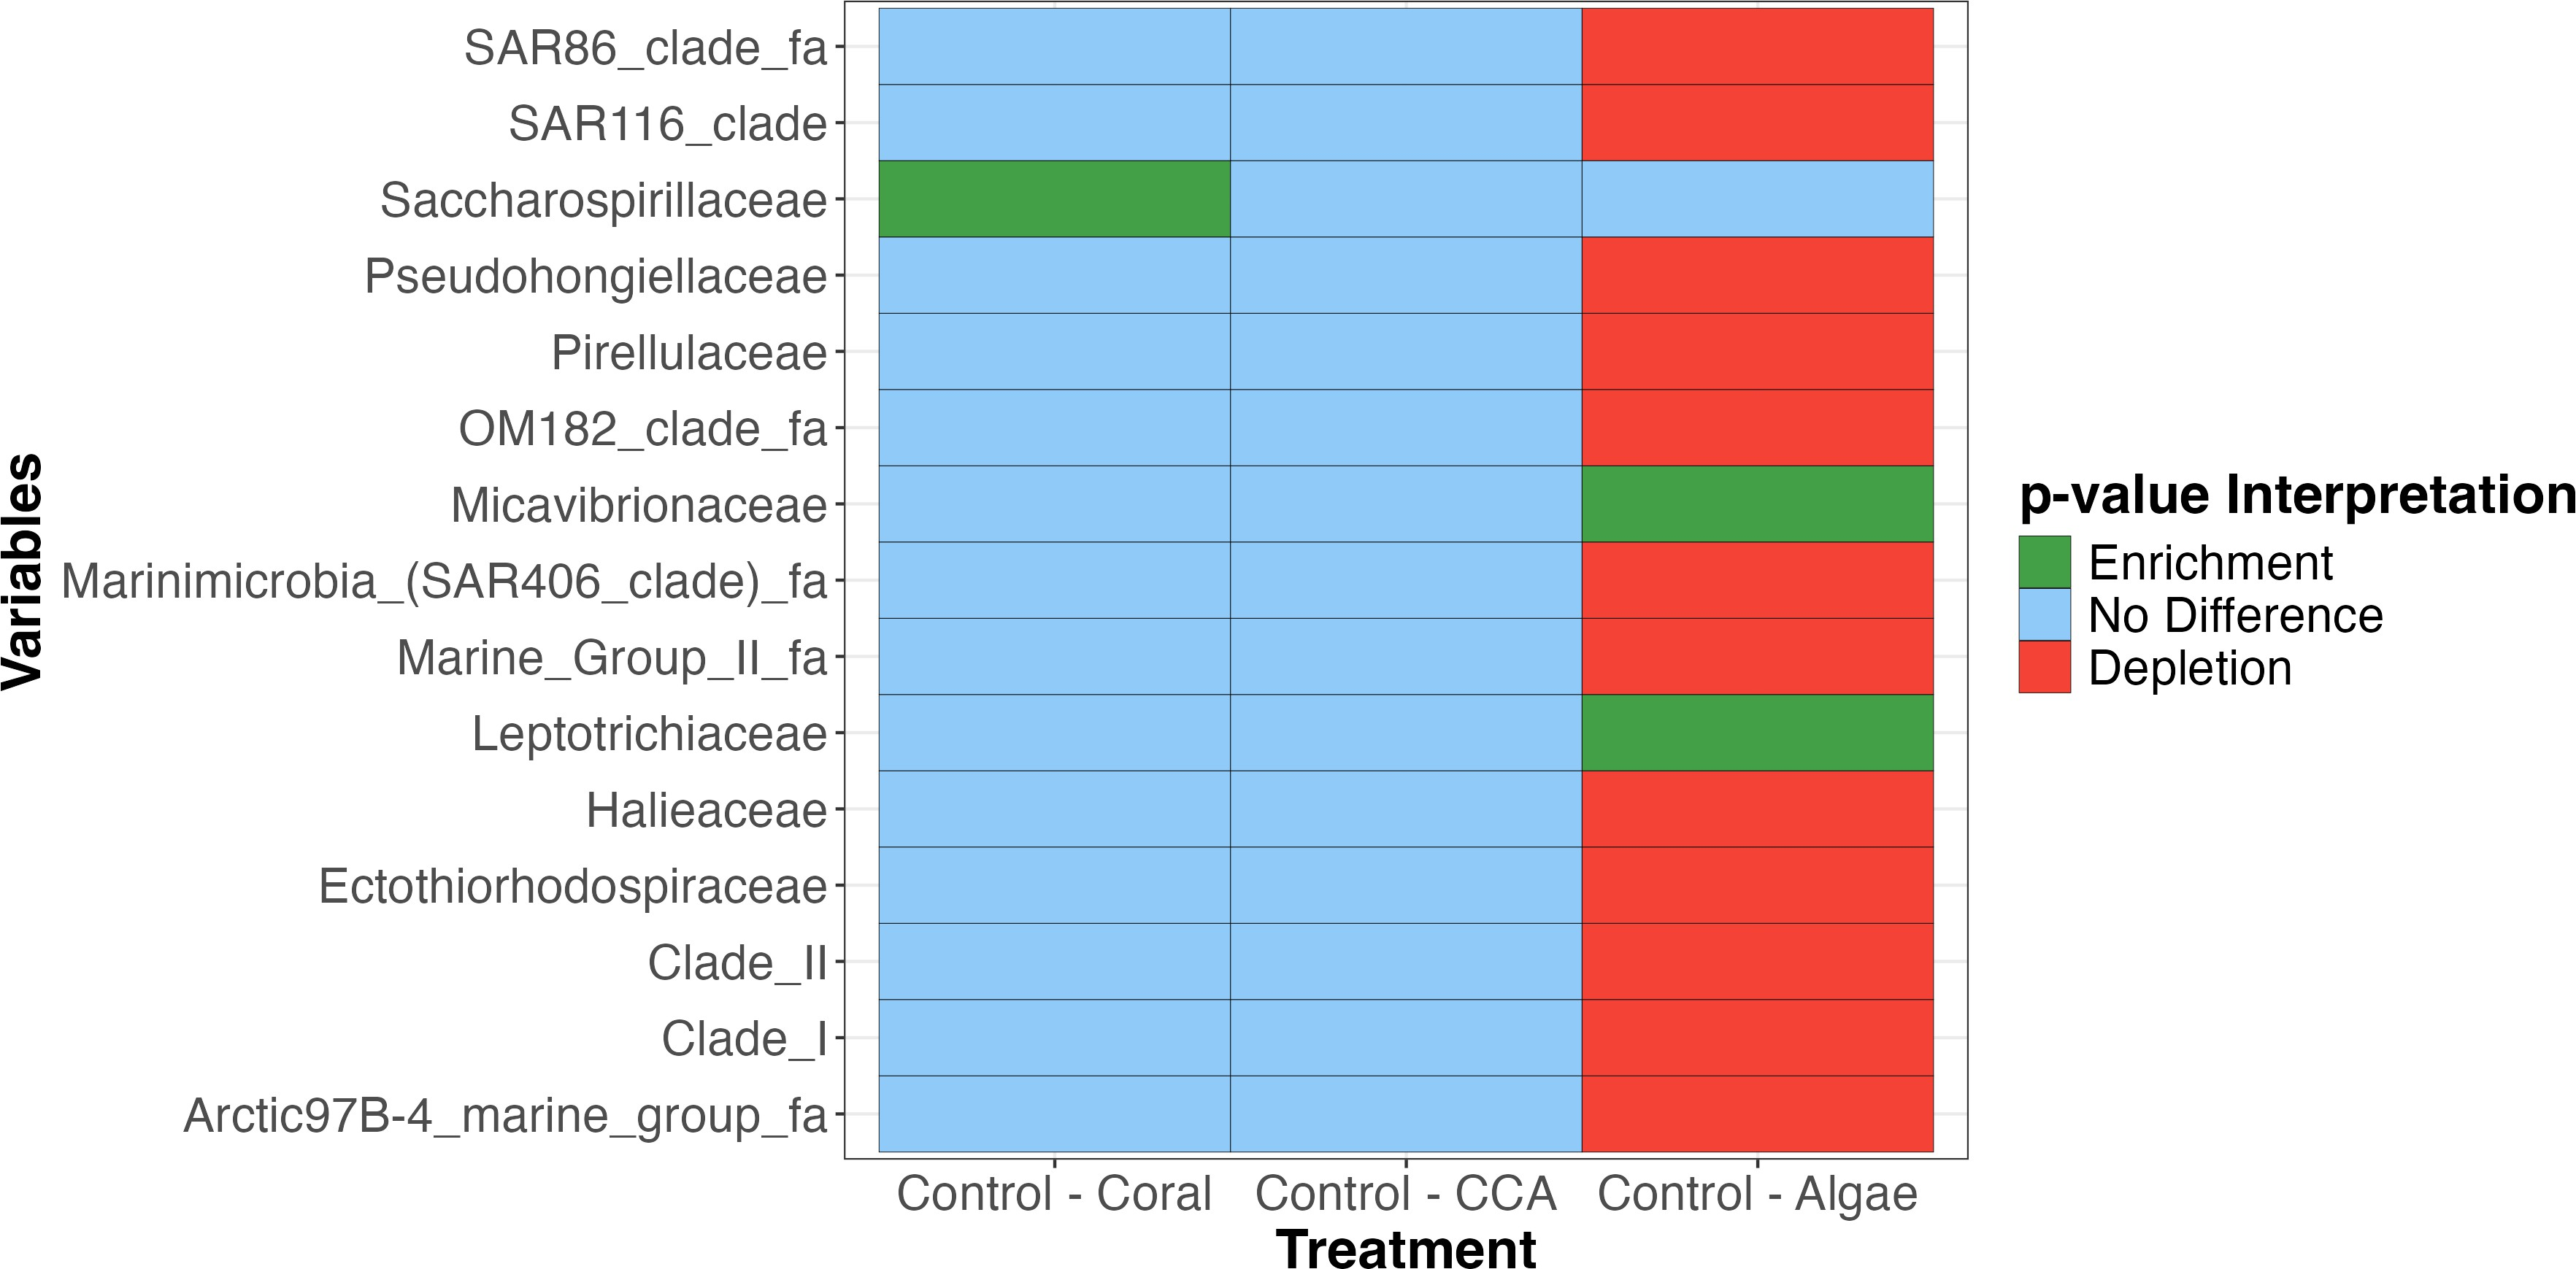 Variables
SAR86_clade_fa
SAR116_clade
Saccharospirillaceae
Pseudohongiellaceae
Pirellulaceae
OM182_clade_fa
Micavibrionaceae
Marinimicrobia_(SAR406_clade)_fa
Marine_Group_II_fa
Leptotrichiaceae
Halieaceae
Ectothiorhodospiraceae
Clade_II
Clade_I
Arctic97B-4_marine_group_fa
Control - Coral Control - CCA Control - Algae
Treatment
p-value Interpretation
Enrichment
No Difference
Depletion